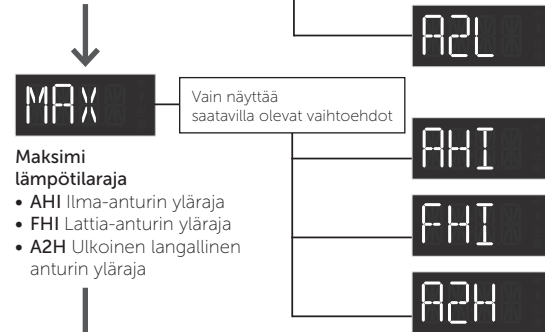 A2L
MAX
Vain näyttää
saatavilla olevat vaihtoehdot
AHI
Maksimi
lämpötilaraja
• AHI Ilma-anturin yläraja
• FHI Lattia-anturin yläraja
• A2H Ulkoinen langallinen
anturin yläraja
FHI
A2H